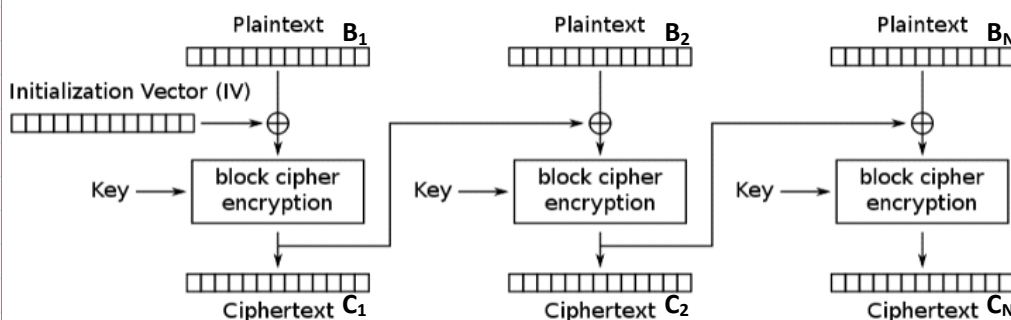 Plaintext B1
Plaintext B2
Plaintext BN
Initialization Vector (IV)
Key
block cipher
encryption
Key
block cipher
encryption
Key
block cipher
encryption
Ciphertext C1
Ciphertext C2
Ciphertext CN